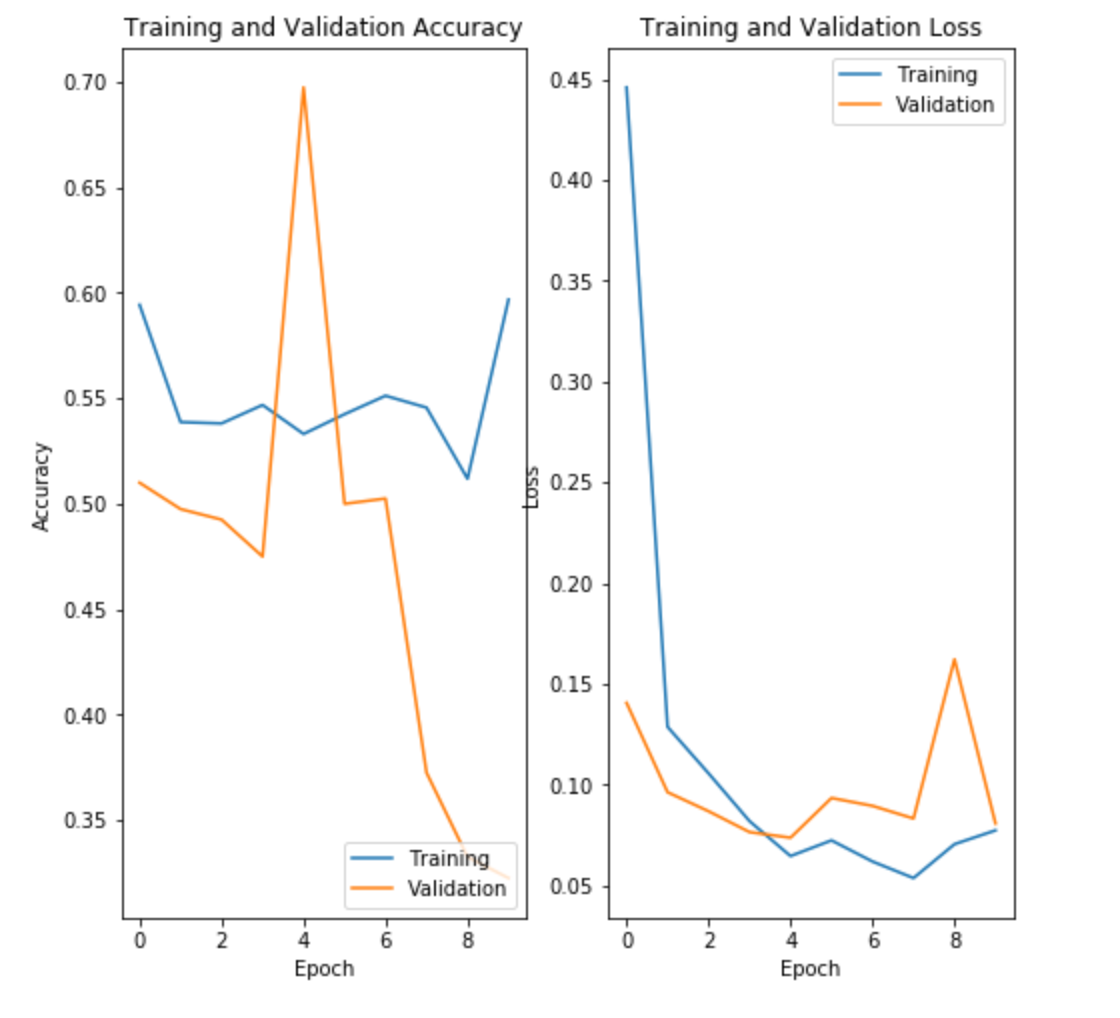 Training and Validation Accuracy
0.70
0.65
0.60
0.55
0.50
0.45
0.40
0.35
Accuracy
0 2 4 6 8
Epoch
Training
Validation
Training and Validation Loss
0.45
0.40
0.35
0.30
0.25
0.20
0.15
0.10
0.05
Loss
0 2 4 6 8
Epoch
Training
Validation